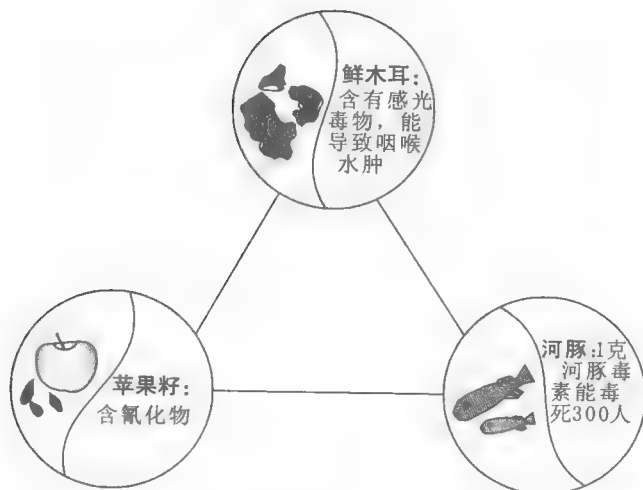 鲜木耳：
含有感光
毒物，能
导致咽喉
水肿
苹果籽：
含氰化物
河豚：1克
河豚毒
素能毒
死300人